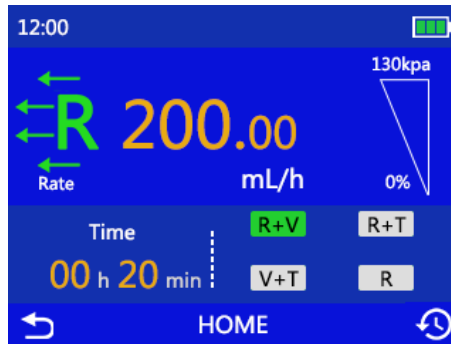 12:00
130kpa
R 200.00
Rate mL/h 0%
Time R+V R+T
00 h 20 min V+T R
HOME